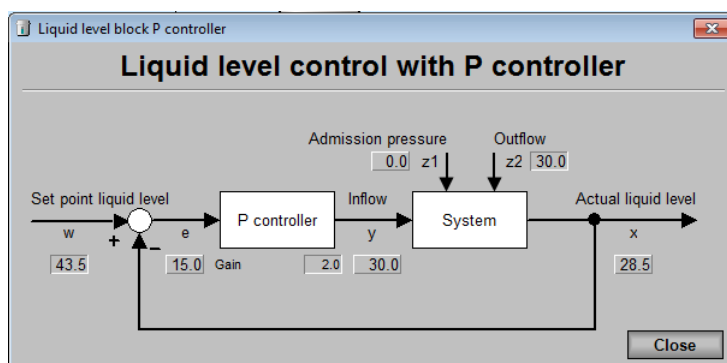 Liquid level block P controller
Liquid level control with P controller
Admission pressure Outflow
0.0 z1 z2 30.0
Set point liquid level Inflow Actual liquid level
P controller System
w + e y x
−
43.5 15.0 Gain 2.0 30.0 28.5
Close